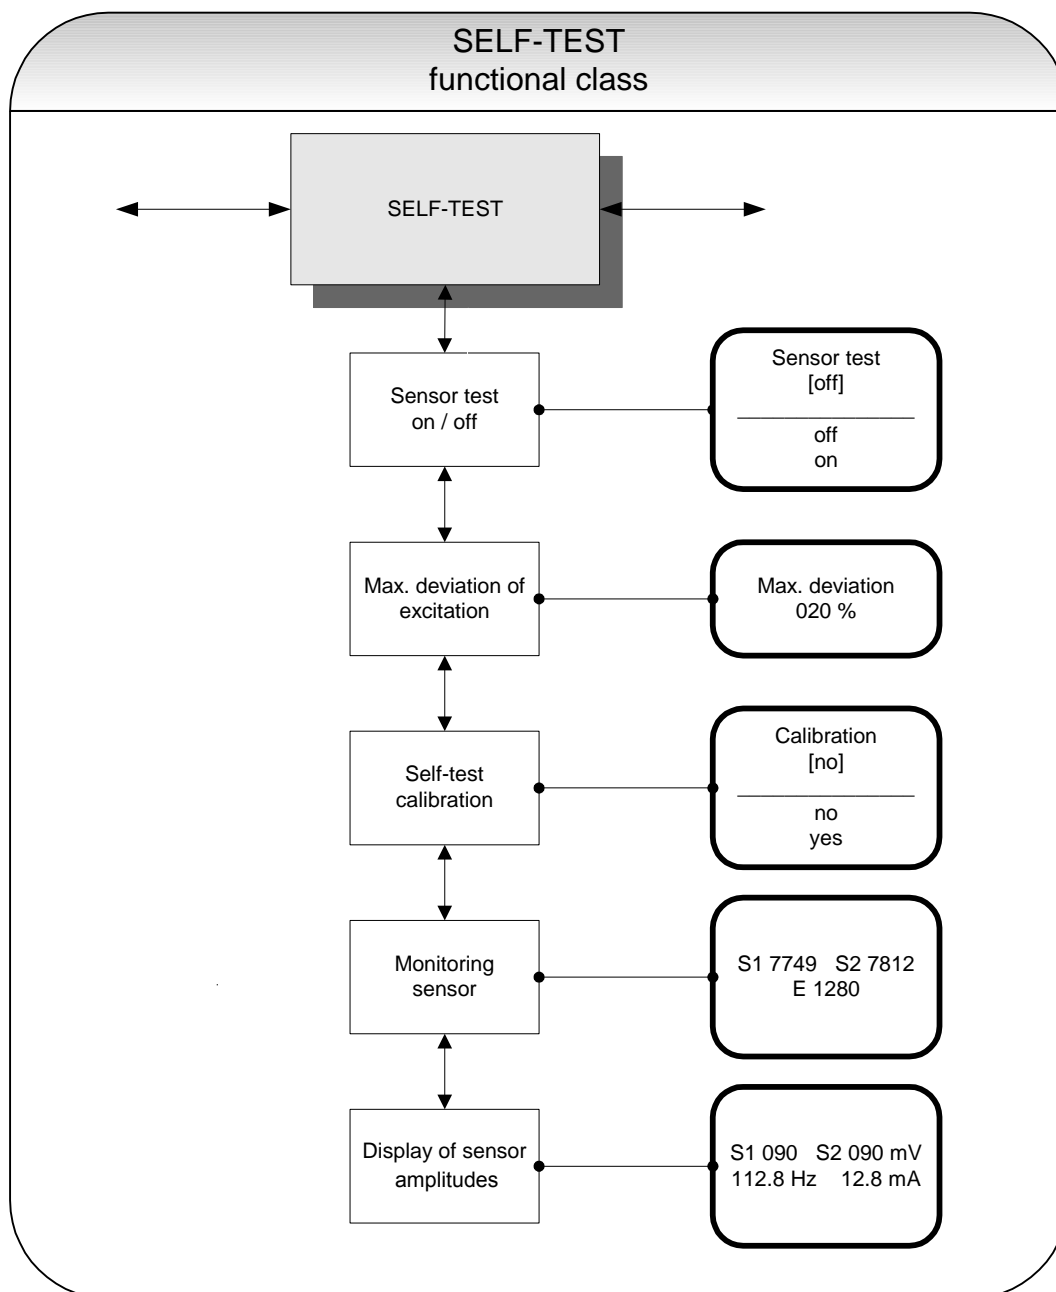 SELF-TEST
functional class
SELF-TEST
Sensor test
on / off
Sensor test
[off]
off
on
Max. deviation of
excitation
Max. deviation
020 %
Self-test
calibration
Calibration
[no]
no
yes
Monitoring
sensor
S1 7749 S2 7812
E 1280
Display of sensor
amplitudes
S1 090 S2 090 mV
112.8 Hz 12.8 mA